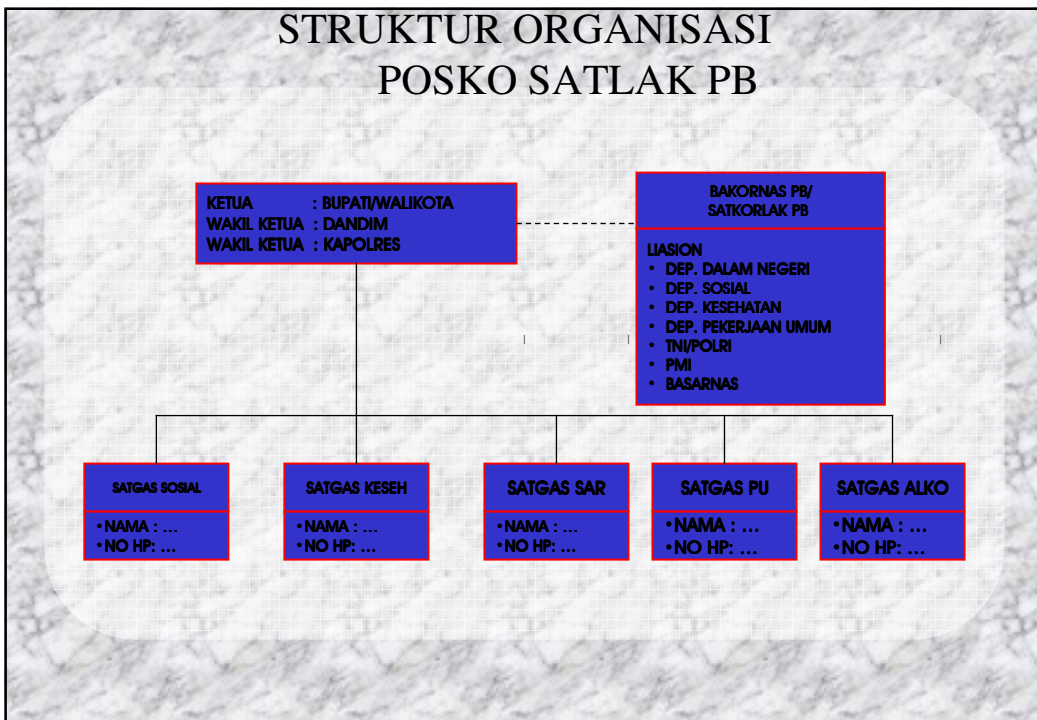 STRUKTUR ORGANISASI
POSKO SATLAK PB
KETUA : BUPATI/WALIKOTA
WAKIL KETUA : DANDIM
WAKIL KETUA : KAPOLRES
BAKORNAS PB/
SATKORLAK PB
LIASION
• DEP. DALAM NEGERI
• DEP. SOSIAL
• DEP. KESEHATAN
• DEP. PEKERJAAN UMUM
• TNI/POLRI
• PMI
• BASARNAS
SATGAS SOSIAL
•NAMA : ...
•NO HP: ...
SATGAS KESEH
•NAMA : ...
•NO HP: ...
SATGAS SAR
•NAMA : ...
•NO HP: ...
SATGAS PU
•NAMA : ...
•NO HP: ...
SATGAS ALKO
•NAMA : ...
•NO HP: ...